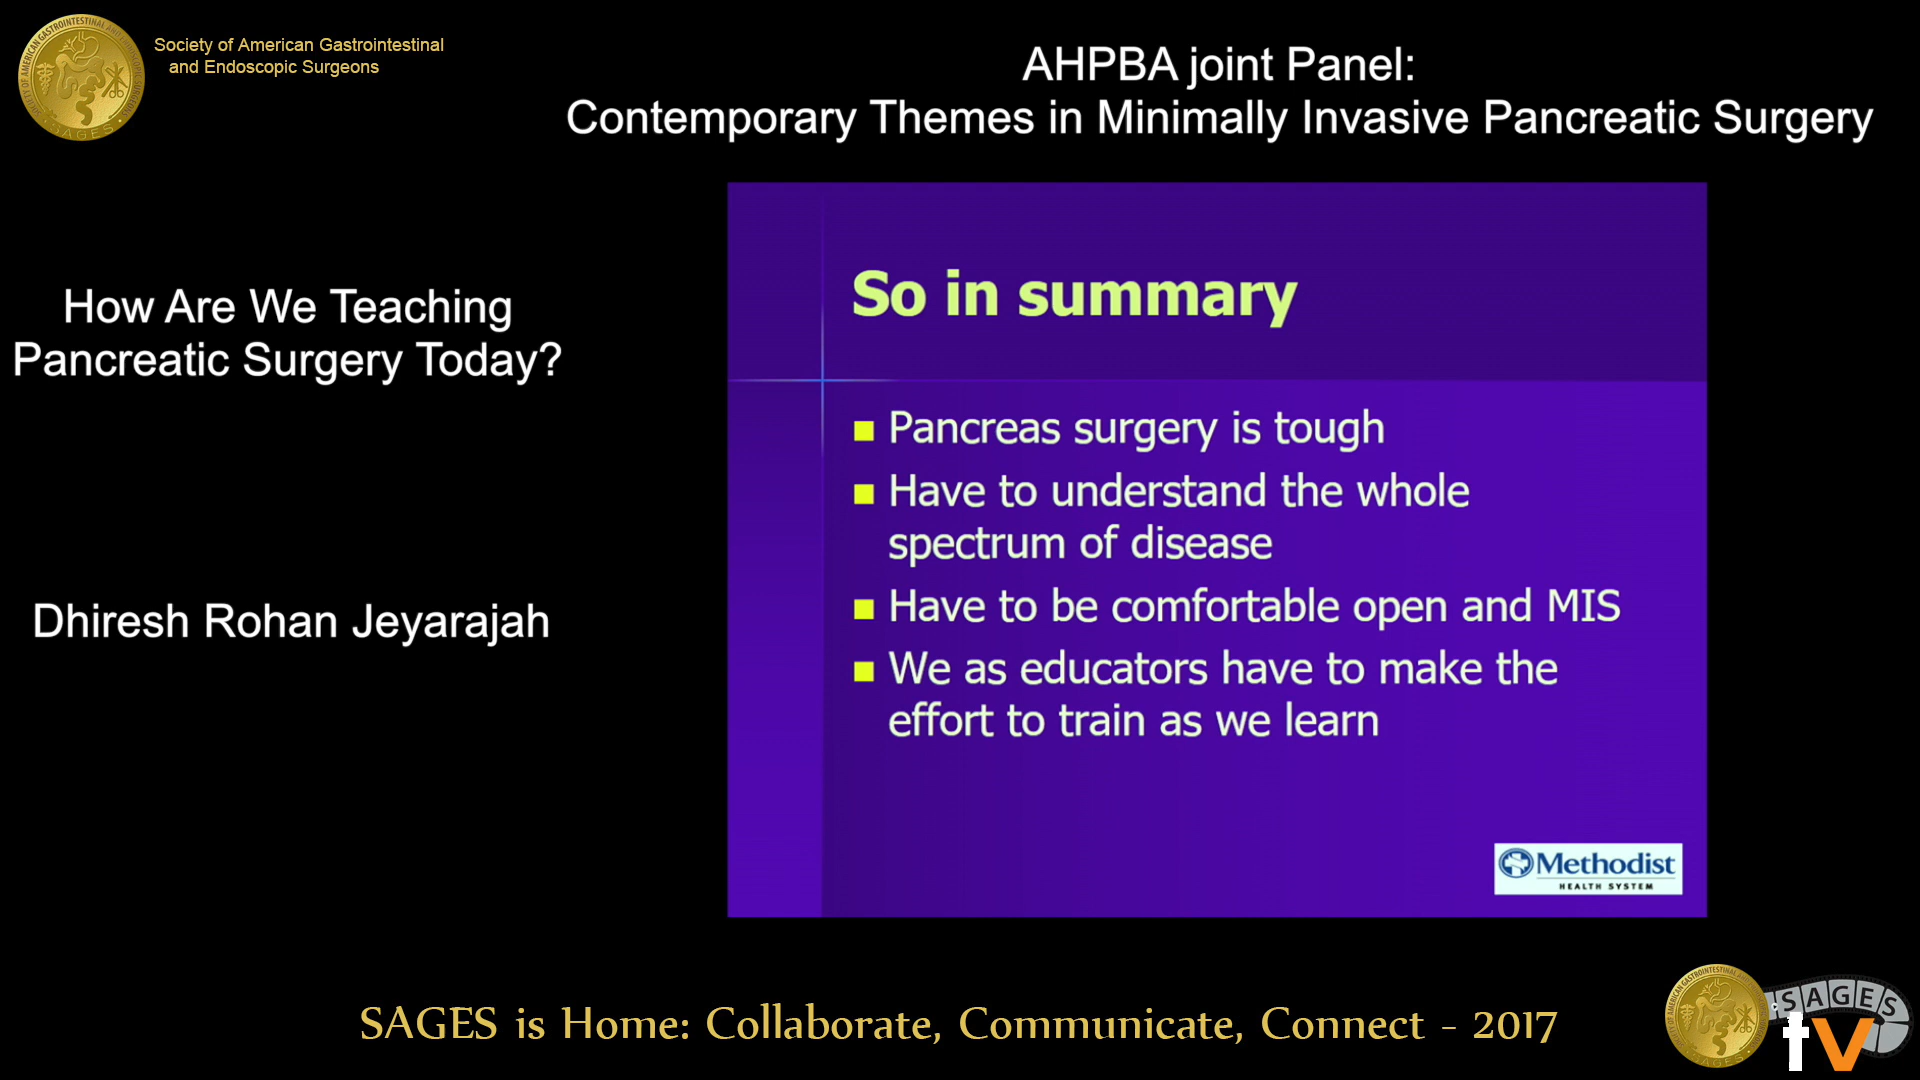 Society of American Gastrointestinal
and Endoscopic Surgeons
AHPBA joint Panel:
Contemporary Themes in Minimally Invasive Pancreatic Surgery
How Are We Teaching
Pancreatic Surgery Today?
Dhiresh Rohan Jeyarajah
So in summary
Pancreas surgery is tough
Have to understand the whole
spectrum of disease
Have to be comfortable open and MIS
We as educators have to make the
effort to train as we learn
Methodist
HEALTH SYSTEM
SAGES is Home: Collaborate, Communicate, Connect - 2017
SAGES
tv
SAGES